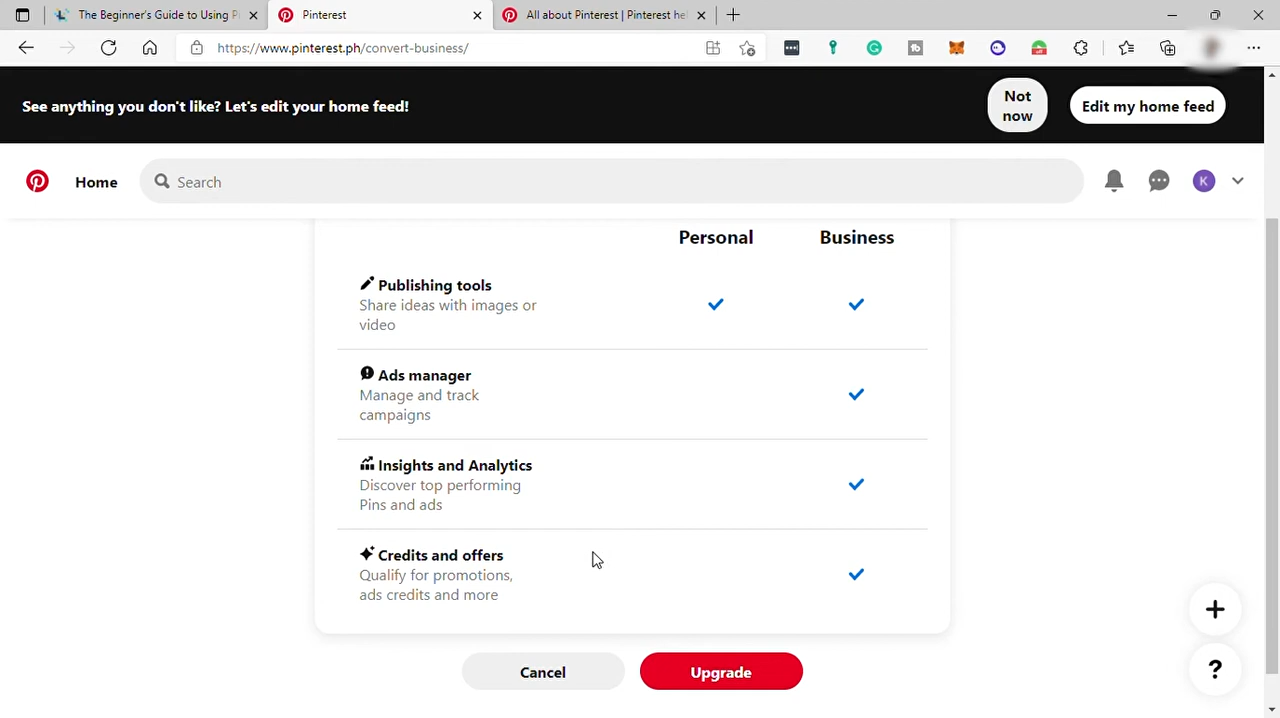 The Beginner's Guide to Using Pi
Pinterest
All about Pinterest | Pinterest hel
https://www.pinterest.ph/convert-business/
See anything you don't like? Let's edit your home feed!
Not
now
Edit my home feed
Home
Search
K
Personal
Business
Publishing tools
Share ideas with images or
video
Ads manager
Manage and track
campaigns
Insights and Analytics
Discover top performing
Pins and ads
Credits and offers
Qualify for promotions,
ads credits and more
Cancel
Upgrade